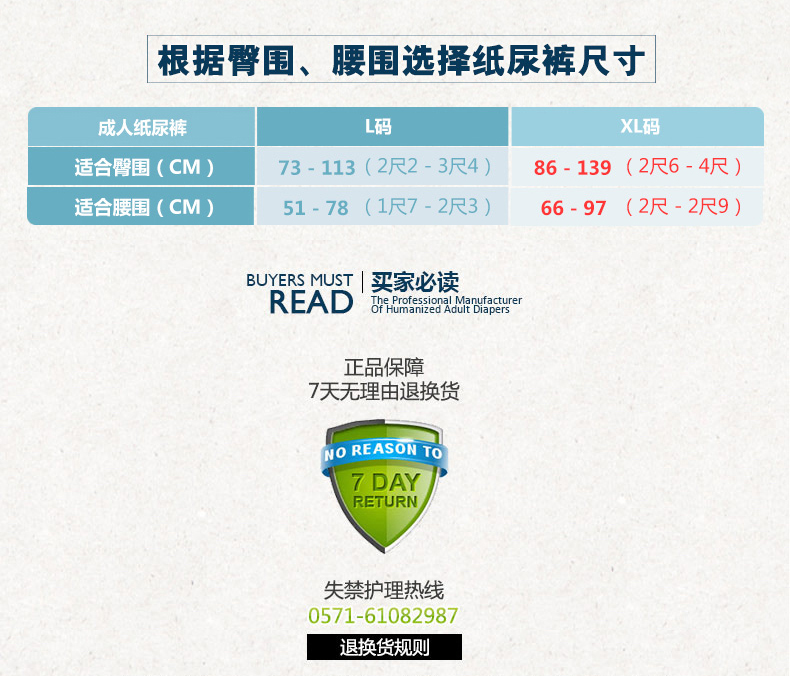 根据臀围、腰围选择纸尿裤尺寸
成人纸尿裤 L码 XL码
适合臀围（CM） 73 - 113（2尺2 - 3尺4） 86 - 139（2尺6 - 4尺）
适合腰围（CM） 51 - 78（1尺7 - 2尺3） 66 - 97（2尺 - 2尺9）
BUYERS MUST
READ
买家必读
The Professional Manufacturer
Of Humanized Adult Diapers
正品保障
7天无理由退换货
NO REASON TO
7 DAY
RETURN
失禁护理热线
0571-61082987
退换货规则